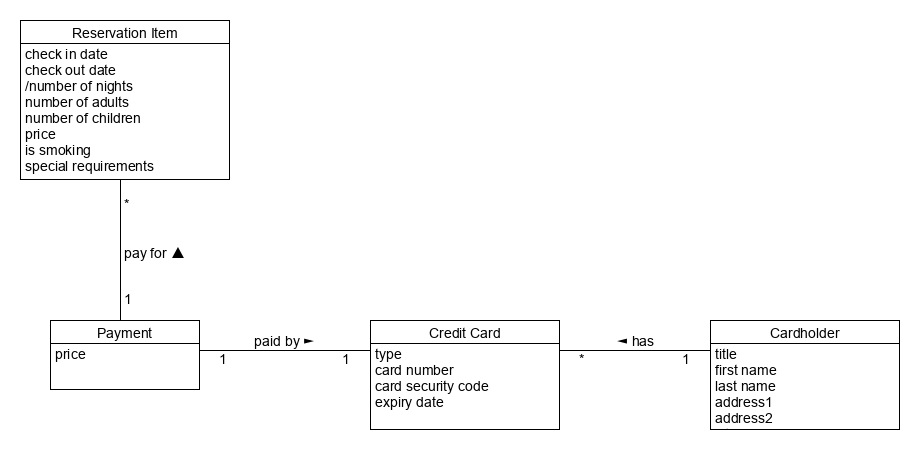 Reservation Item
check in date
check out date
/number of nights
number of adults
number of children
price
is smoking
special requirements
*
pay for ▲
1
Payment
price
paid by ►
1
1
Credit Card
type
card number
card security code
expiry date
◄ has
*
1
Cardholder
title
first name
last name
address1
address2